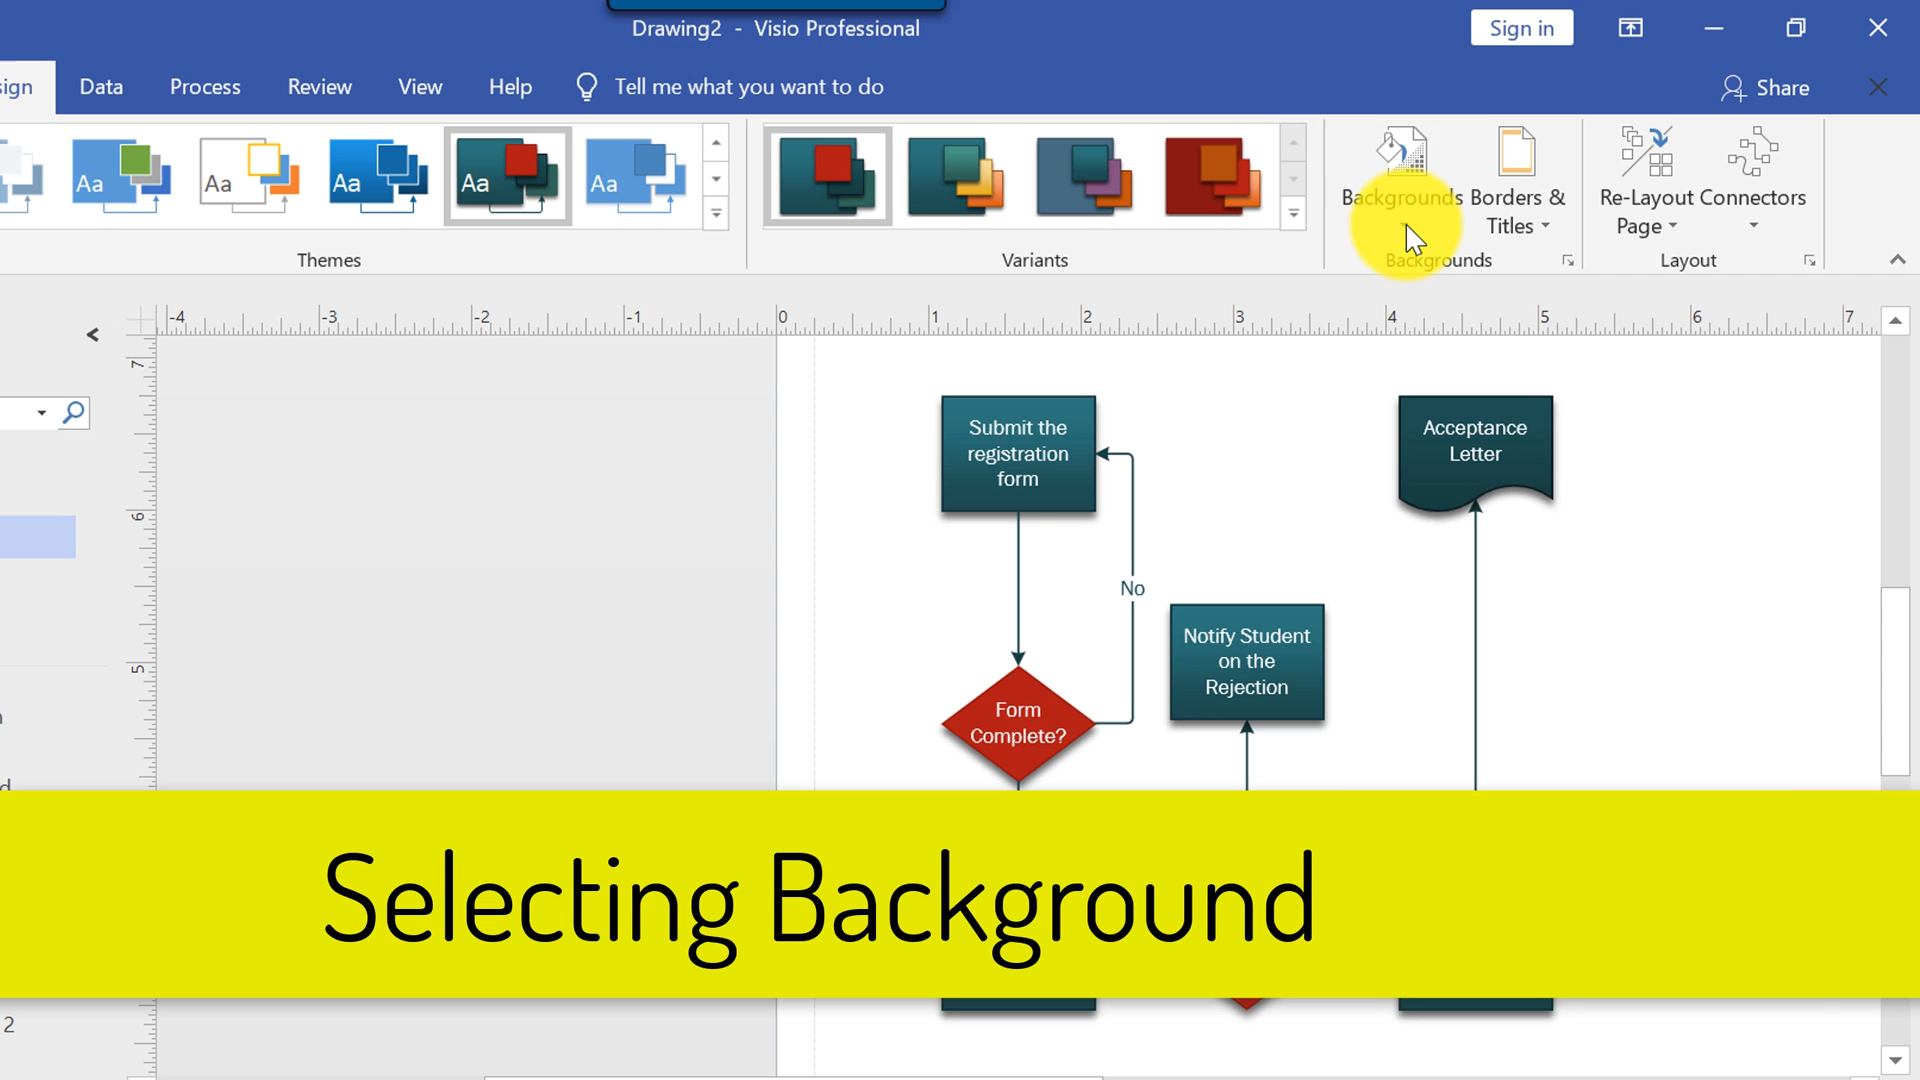 Drawing2 - Visio Professional
Sign in
sign
Data
Process
Review
View
Help
Tell me what you want to do
Share
Aa
Aa
Aa
Aa
Aa
Backgrounds
Borders &
Titles
Re-Layout
Page
Connectors
Themes
Variants
Backgrounds
Layout
-4 -3 -2 -1 0 1 2 3 4 5 6 7
7
6
5
Submit the
registration
form
Acceptance
Letter
No
Notify Student
on the
Rejection
Form
Complete?
Selecting Background
2